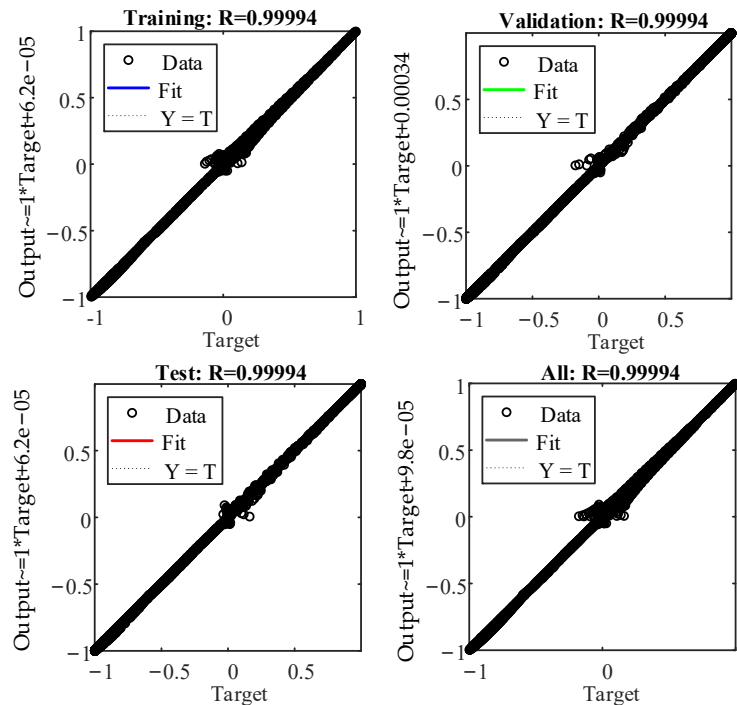 Training: R=0.99994
Output~=1*Target+6.2e−05
1
0.5
0
−0.5
−1
Data
Fit
Y = T
-1
0
1
Target
Validation: R=0.99994
Output~=1*Target+0.00034
1
0.5
0
−0.5
−1
Data
Fit
Y = T
−1
−0.5
0
0.5
Target
Test: R=0.99994
Output~=1*Target+6.2e−05
0.5
0
−0.5
−1
Data
Fit
Y = T
−1
0
0.5
Target
All: R=0.99994
Output~=1*Target+9.8e−05
1
0.5
0
−0.5
−1
Data
Fit
Y = T
−1
0
Target